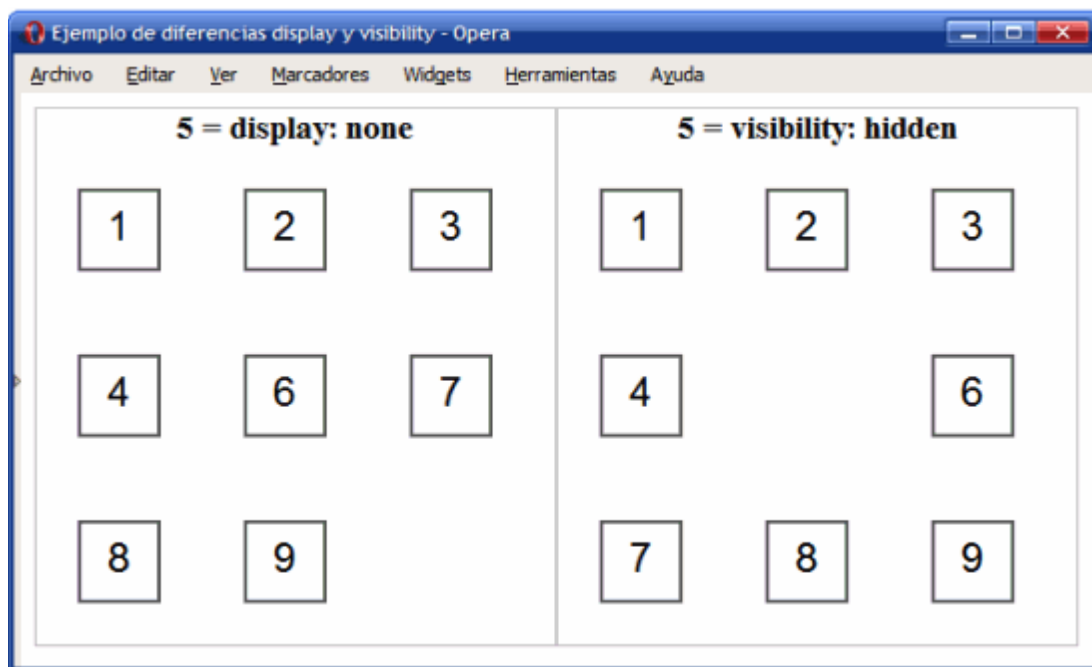 Ejemplo de diferencias display y visibility - Opera
Archivo Editar Ver Marcadores Widgets Herramientas Ayuda
5 = display: none
1 2 3
4 6 7
8 9
5 = visibility: hidden
1 2 3
4 6
7 8 9